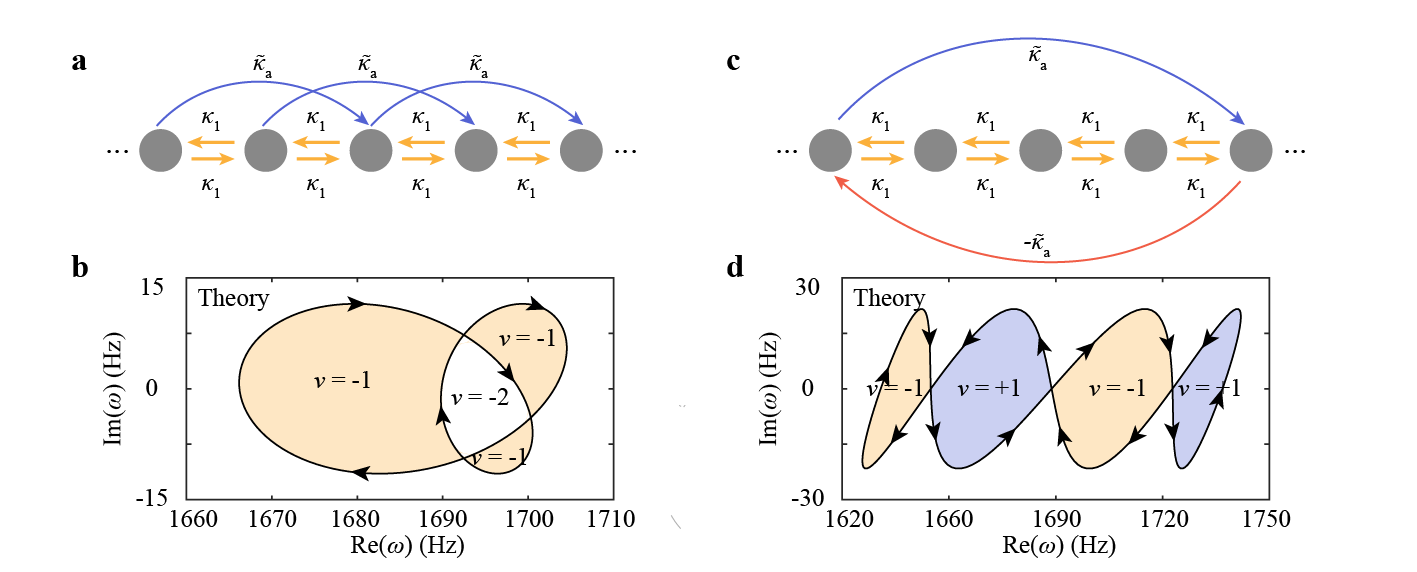 a
κ̃a κ̃a κ̃a
κ1 κ1 κ1 κ1
... ...
κ1 κ1 κ1 κ1
b
Theory
15
0
-15
Im(ω) (Hz)
ν = -1
ν = -1
ν = -2
ν = -1
1660 1670 1680 1690 1700 1710
Re(ω) (Hz)
c
κ̃a
κ1 κ1 κ1 κ1
... ...
κ1 κ1 κ1 κ1
-κ̃a
d
Theory
30
0
-30
Im(ω) (Hz)
ν = -1 ν = +1 ν = -1 ν = +1
1620 1660 1690 1720 1750
Re(ω) (Hz)